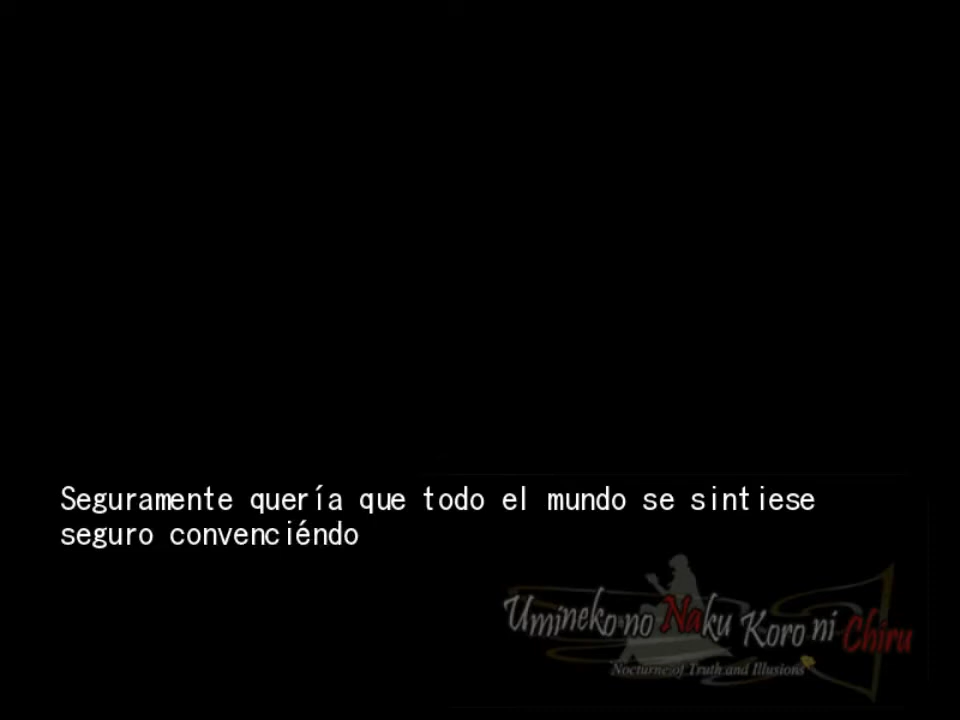 Seguramente quería que todo el mundo se sintiese
seguro convenciéndo
Umineko no Naku Koro ni Chiru
Nocturne of Truth and Illusions